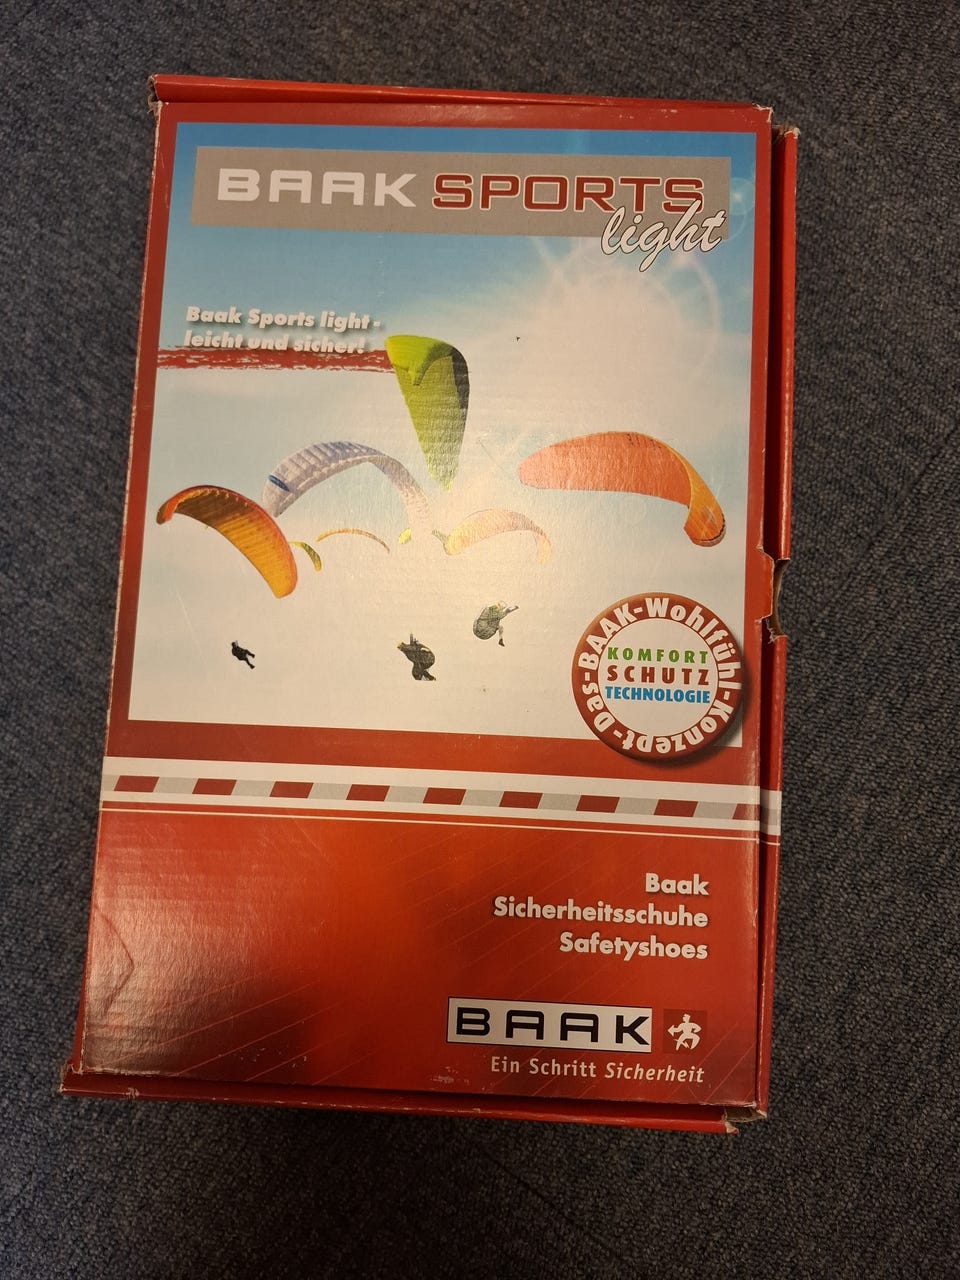 BAAK SPORTS
light
Baak Sports light -
leicht und sicher!
Das-BAAK-Wohlfühl-Konzept-
KOMFORT
SCHUTZ
TECHNOLOGIE
Baak
Sicherheitsschuhe
Safetyshoes
BAAK
Ein Schritt Sicherheit